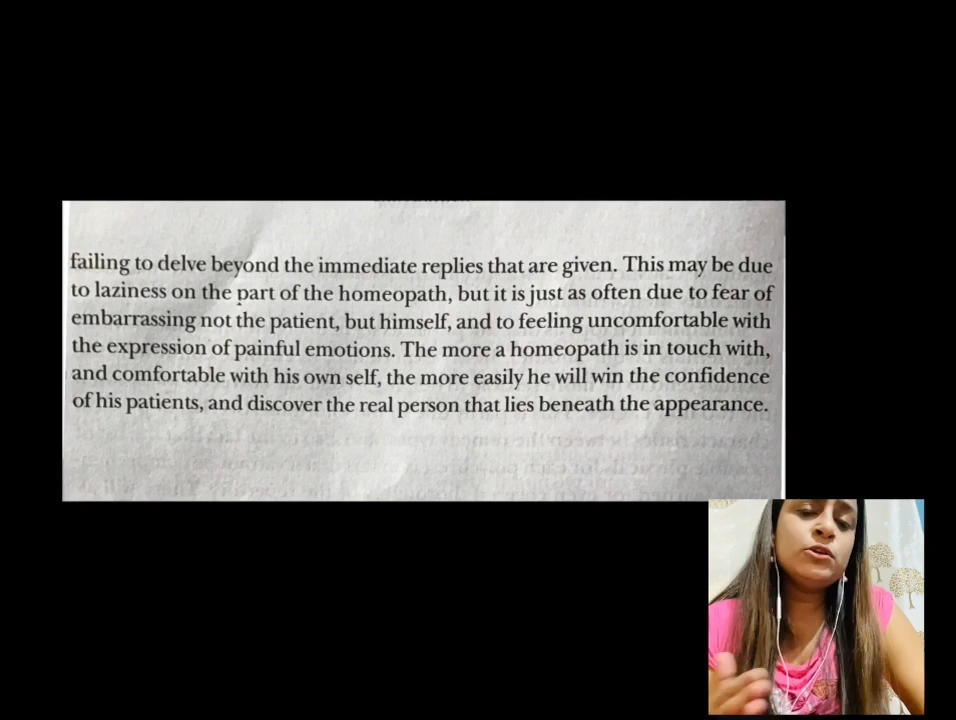 failing to delve beyond the immediate replies that are given. This may be due
to laziness on the part of the homeopath, but it is just as often due to fear of
embarrassing not the patient, but himself, and to feeling uncomfortable with
the expression of painful emotions. The more a homeopath is in touch with,
and comfortable with his own self, the more easily he will win the confidence
of his patients, and discover the real person that lies beneath the appearance.